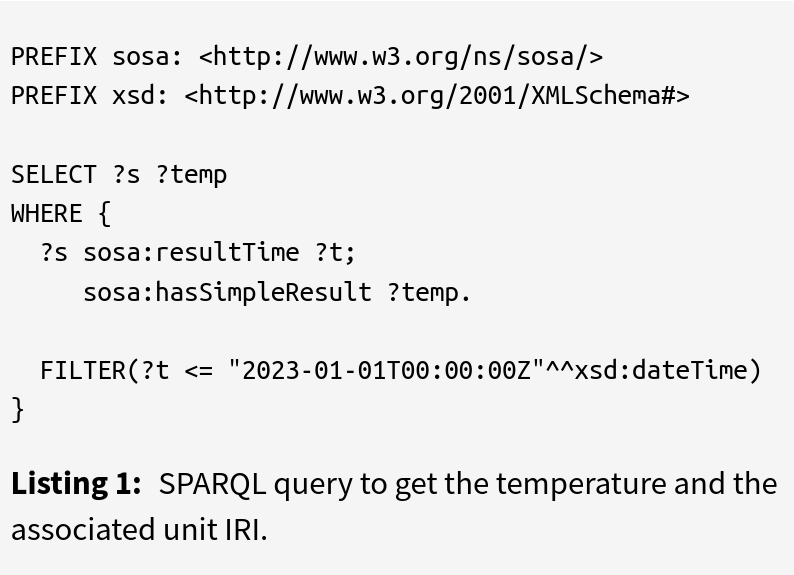 PREFIX sosa: <http://www.w3.org/ns/sosa/>
PREFIX xsd: <http://www.w3.org/2001/XMLSchema#>
SELECT ?s ?temp
WHERE {
?s sosa:resultTime ?t;
sosa:hasSimpleResult ?temp.
FILTER(?t <= "2023-01-01T00:00:00Z"^^xsd:dateTime)
}
Listing 1: SPARQL query to get the temperature and the
associated unit IRI.